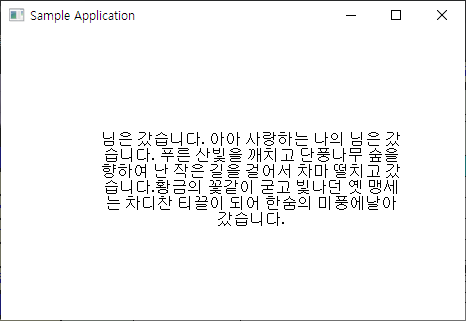 Sample Application
님은 갔습니다. 아아 사랑하는 나의 님은 갔
습니다. 푸른 산빛을 깨치고 단풍나무 숲을
향하여 난 작은 길을 걸어서 차마 떨치고 갔
습니다.황금의 꽃같이 굳고 빛나던 옛 맹세
는 차디찬 티끌이 되어 한숨의 미풍에날아
갔습니다.